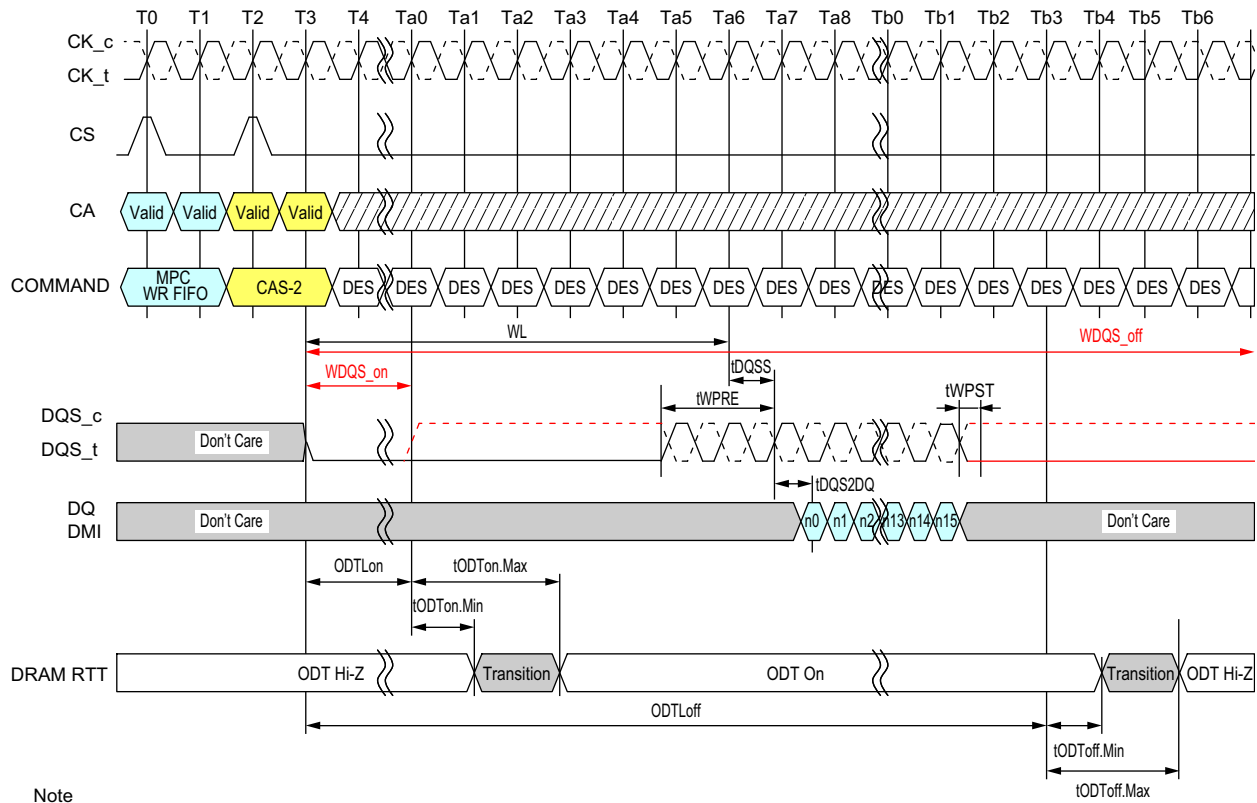 T0 T1 T2 T3 T4 Ta0 Ta1 Ta2 Ta3 Ta4 Ta5 Ta6 Ta7 Ta8 Tb0 Tb1 Tb2 Tb3 Tb4 Tb5 Tb6
CK_c
CK_t
CS
CA Valid Valid Valid Valid
COMMAND MPC WR FIFO CAS-2 DES DES DES DES DES DES DES DES DES DES DES DES DES DES DES DES DES
WL
WDQS_off
WDQS_on
tDQSS
tWPRE
tWPST
DQS_c
DQS_t
Don't Care
tDQS2DQ
DQ
DMI
Don't Care n0 n1 n2 n13 n14 n15 Don't Care
ODTLon
tODTon.Max
tODTon.Min
DRAM RTT ODT Hi-Z Transition ODT On Transition ODT Hi-Z
ODTLoff
tODToff.Min
tODToff.Max
Note